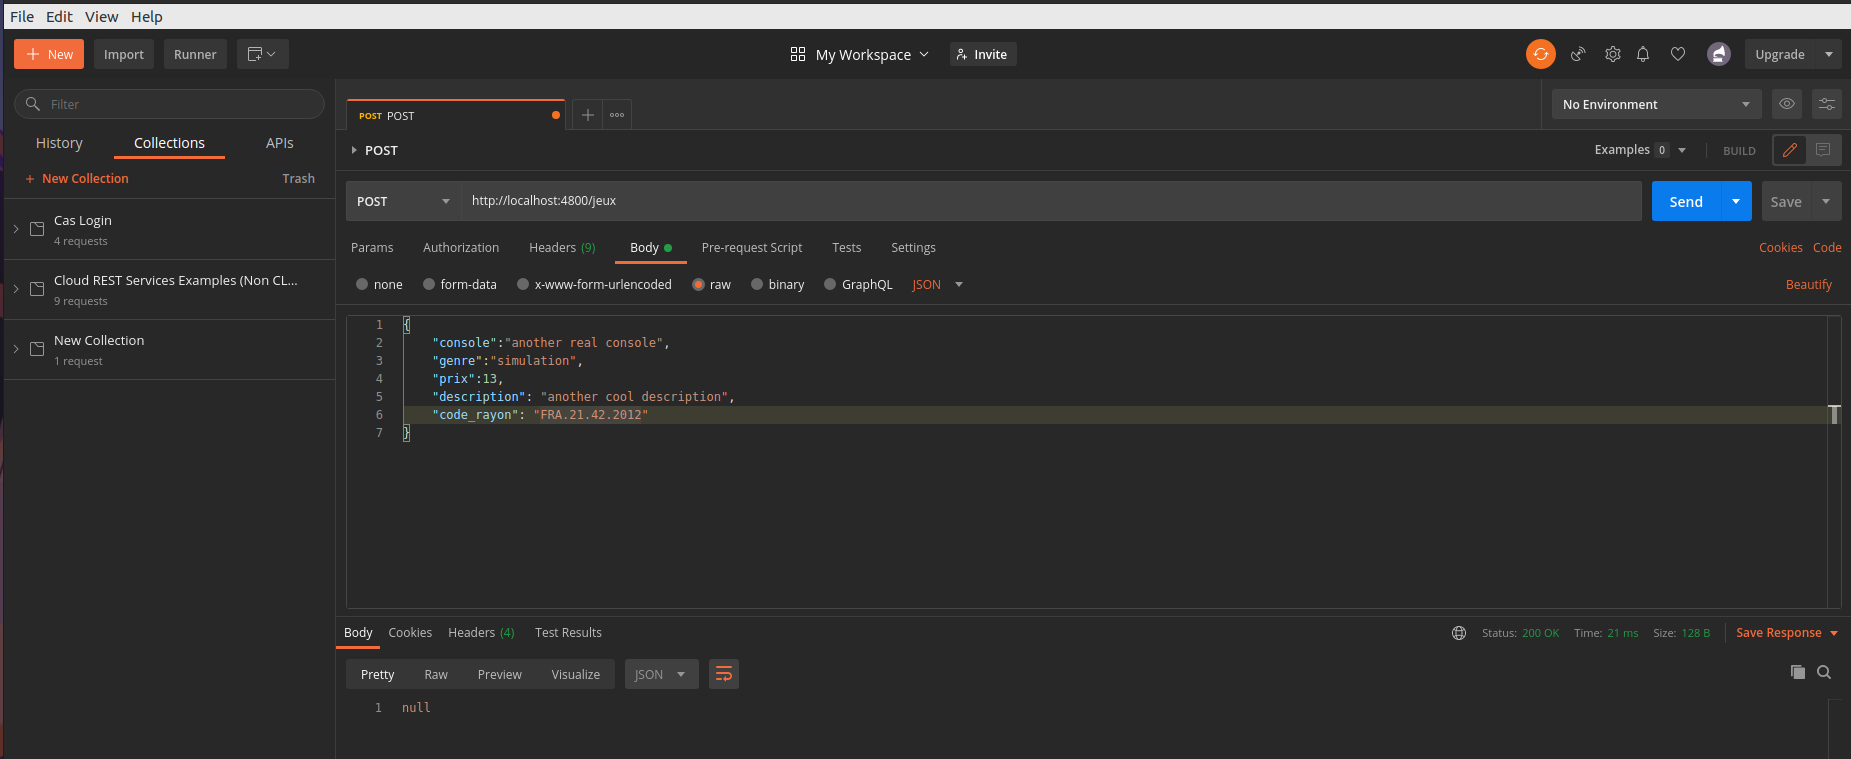 File Edit View Help
New Import Runner My Workspace Invite Upgrade
Filter
No Environment
POST POST
History Collections APIs
POST Examples 0 BUILD
New Collection Trash
POST http://localhost:4800/jeux Send Save
Cas Login
4 requests
Params Authorization Headers (9) Body Pre-request Script Tests Settings Cookies Code
Cloud REST Services Examples (Non CL...
9 requests
none form-data x-www-form-urlencoded raw binary GraphQL JSON Beautify
New Collection
1 request
1 {
2 "console":"another real console",
3 "genre":"simulation",
4 "prix":13,
5 "description": "another cool description",
6 "code_rayon": "FRA.21.42.2012"
7 }
Body Cookies Headers (4) Test Results Status: 200 OK Time: 21 ms Size: 128 B Save Response
Pretty Raw Preview Visualize JSON
1 null